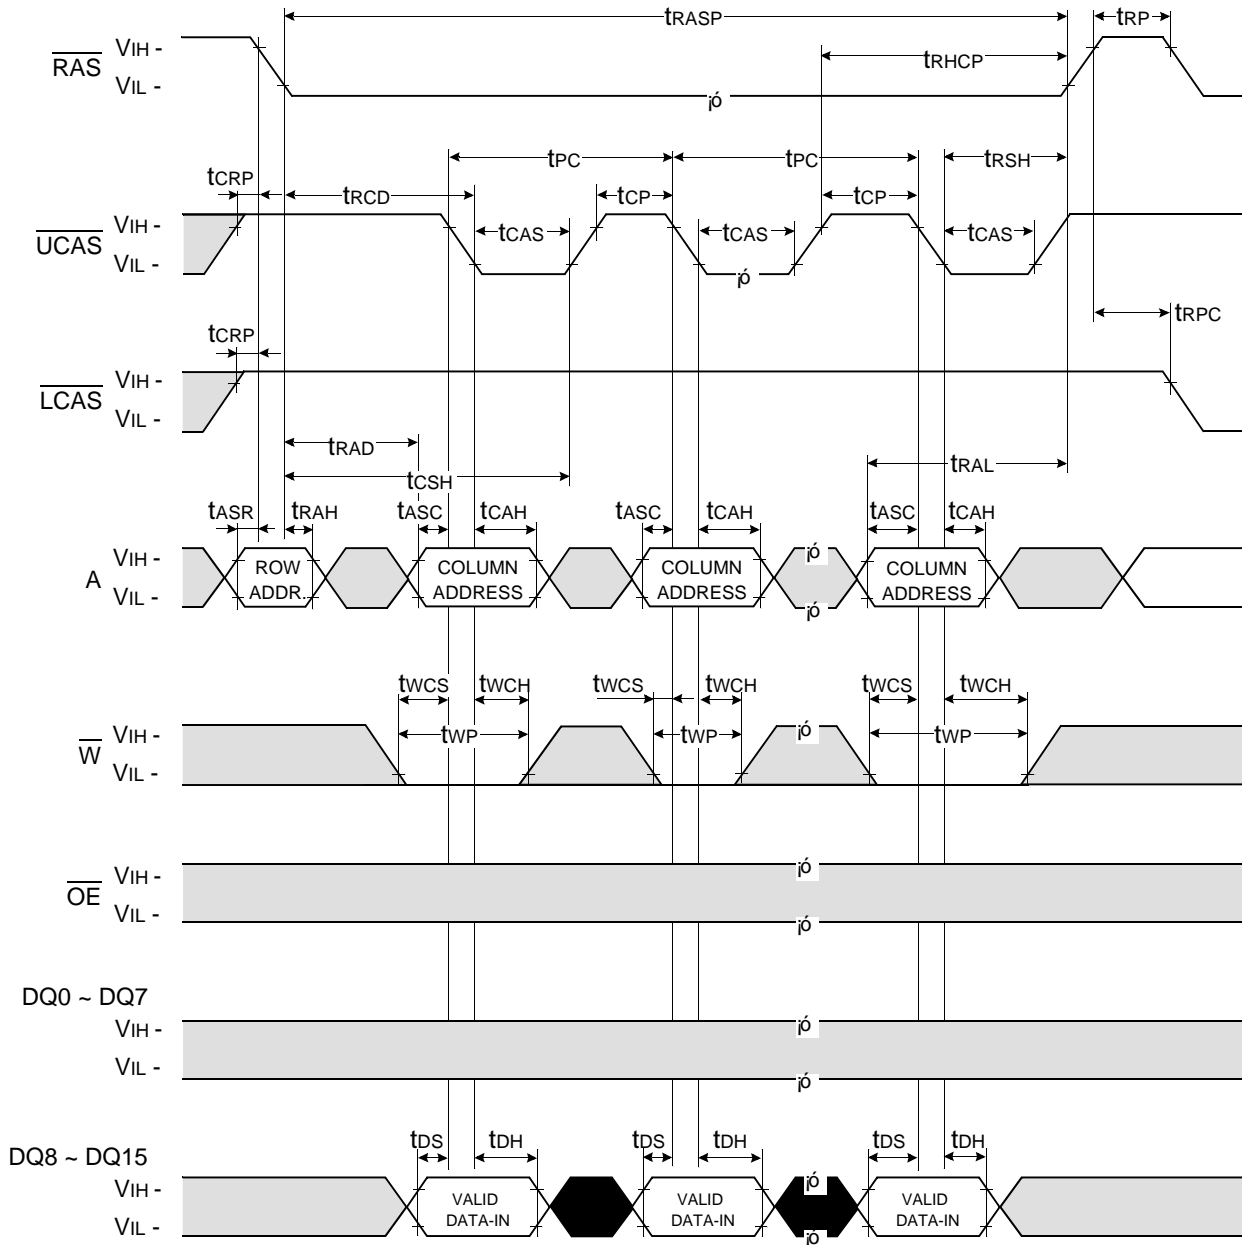 tRASP
tRP
RAS
VIH -
tRHCP
VIL -
¡ó
tPC
tPC
tRSH
tCRP
tRCD
tCP
tCP
UCAS
VIH -
tCAS
tCAS
tCAS
VIL -
¡ó
tCRP
tRPC
LCAS
VIH -
VIL -
tRAD
tRAL
tCSH
tASR
tRAH
tASC
tCAH
tASC
tCAH
tASC
tCAH
A
VIH -
¡ó
ROW
ADDR.
COLUMN
ADDRESS
COLUMN
ADDRESS
COLUMN
ADDRESS
VIL -
¡ó
tWCS
tWCH
tWCS
tWCH
tWCS
tWCH
W
VIH -
tWP
tWP
¡ó
tWP
VIL -
OE
VIH -
¡ó
VIL -
¡ó
DQ0 ~ DQ7
VIH -
¡ó
VIL -
¡ó
tDS
tDH
tDS
tDH
tDS
tDH
DQ8 ~ DQ15
VIH -
¡ó
VALID
DATA-IN
VALID
DATA-IN
VALID
DATA-IN
VIL -
¡ó